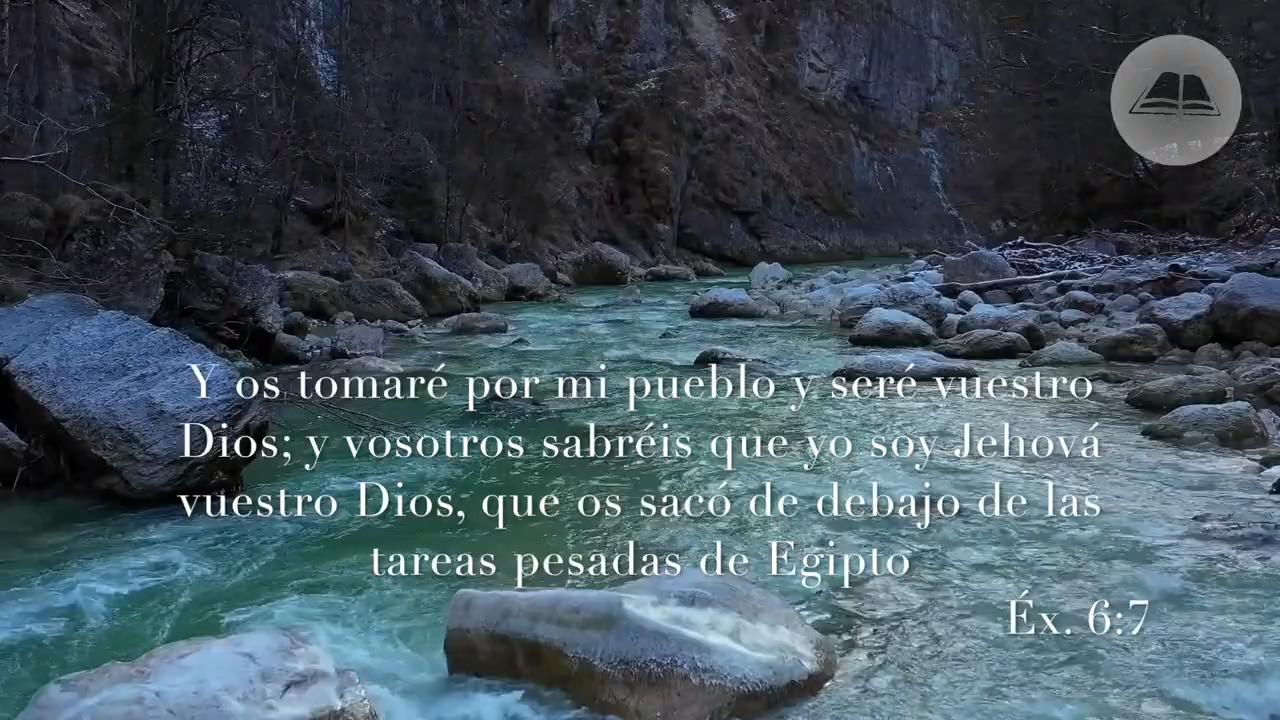 Y os tomaré por mi pueblo y seré vuestro
Dios; y vosotros sabréis que yo soy Jehová
vuestro Dios, que os sacó de debajo de las
tareas pesadas de Egipto
Éx. 6:7